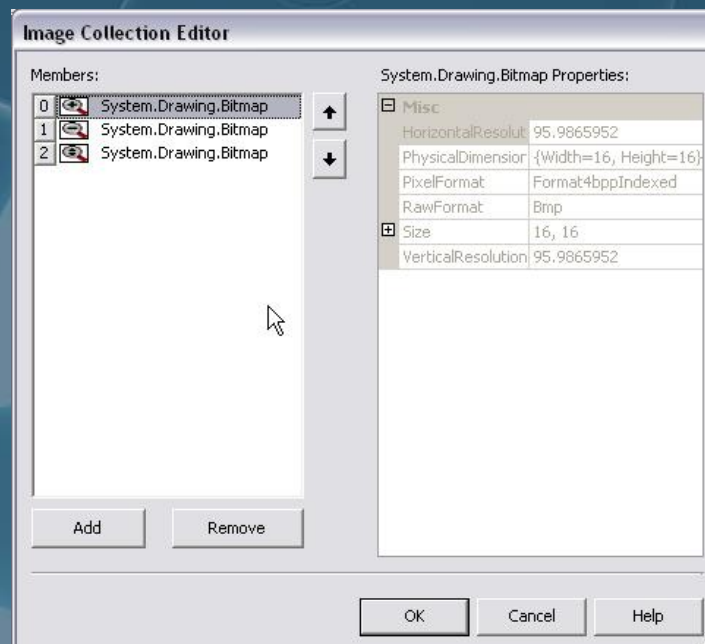 Image Collection Editor
Members:
0 System.Drawing.Bitmap
1 System.Drawing.Bitmap
2 System.Drawing.Bitmap
Add Remove
System.Drawing.Bitmap Properties:
Misc
HorizontalResolut 95.9865952
PhysicalDimension {Width=16, Height=16}
PixelFormat Format4bppIndexed
RawFormat Bmp
Size 16, 16
VerticalResolution 95.9865952
OK Cancel Help